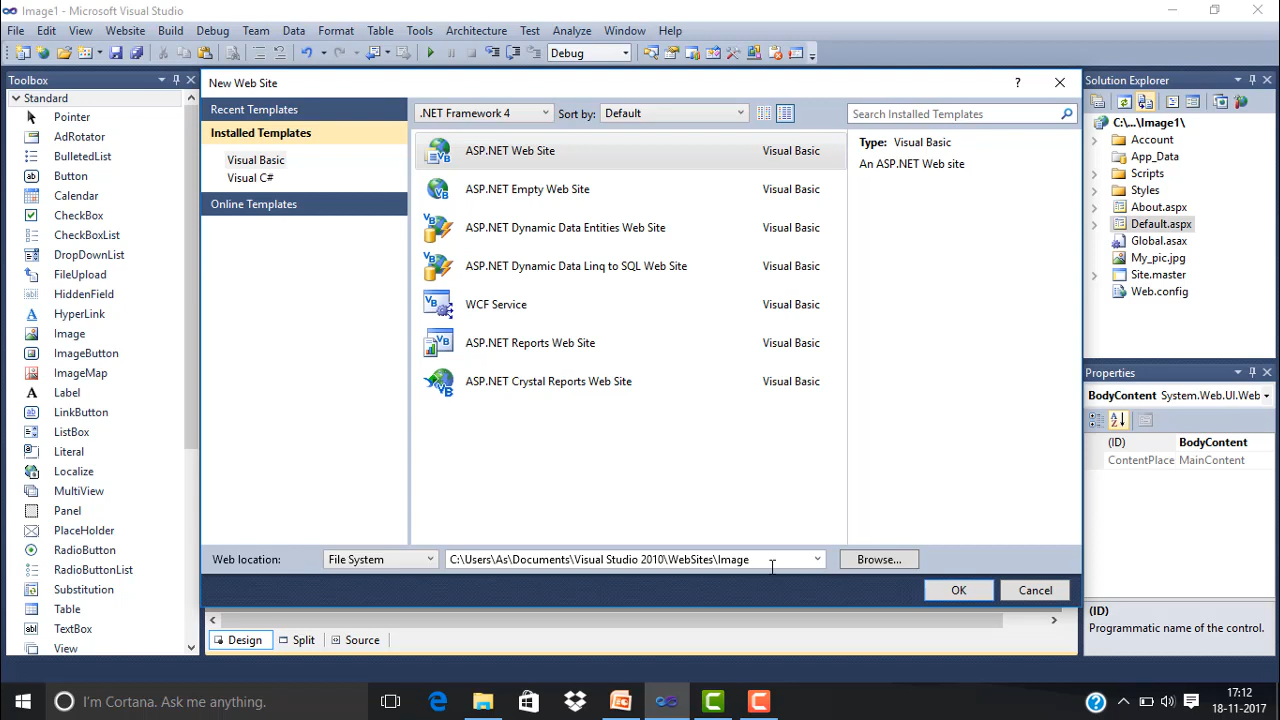 Image1 - Microsoft Visual Studio
File Edit View Website Build Debug Team Data Format Table Tools Architecture Test Analyze Window Help
Debug
Toolbox
Standard
Pointer
AdRotator
BulletedList
Button
Calendar
CheckBox
CheckBoxList
DropDownList
FileUpload
HiddenField
HyperLink
Image
ImageButton
ImageMap
Label
LinkButton
ListBox
Literal
Localize
MultiView
Panel
PlaceHolder
RadioButton
RadioButtonList
Substitution
Table
TextBox
View
New Web Site
?
Recent Templates
Installed Templates
Visual Basic
Visual C#
Online Templates
.NET Framework 4 Sort by: Default
Search Installed Templates
ASP.NET Web Site Visual Basic
ASP.NET Empty Web Site Visual Basic
ASP.NET Dynamic Data Entities Web Site Visual Basic
ASP.NET Dynamic Data Linq to SQL Web Site Visual Basic
WCF Service Visual Basic
ASP.NET Reports Web Site Visual Basic
ASP.NET Crystal Reports Web Site Visual Basic
Type: Visual Basic
An ASP.NET Web site
Web location: File System C:\Users\As\Documents\Visual Studio 2010\WebSites\Image Browse...
OK Cancel
Design Split Source
Solution Explorer
C:\...\Image1\
Account
App_Data
Scripts
Styles
About.aspx
Default.aspx
Global.asax
My_pic.jpg
Site.master
Web.config
Properties
BodyContent System.Web.UI.Web
(ID) BodyContent
ContentPlace MainContent
(ID)
Programmatic name of the control.
I'm Cortana. Ask me anything.
17:12
18-11-2017